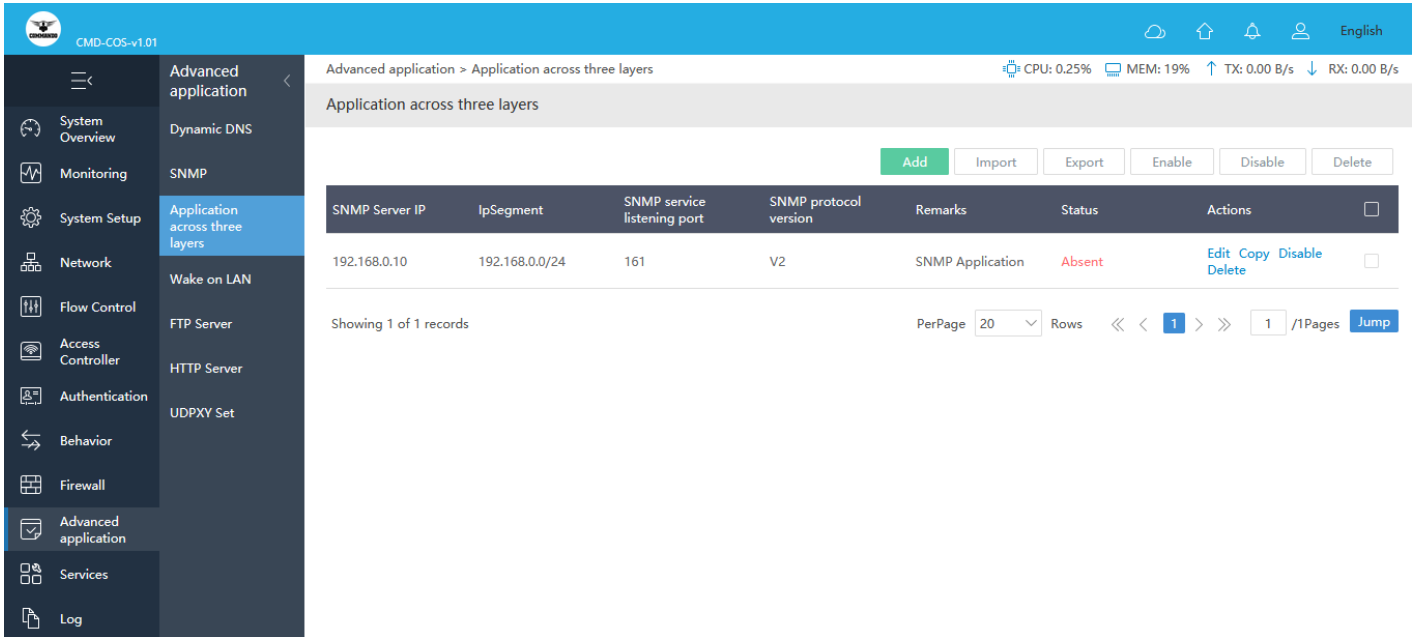 COMMANDO
CMD-COS-v1.01
English
Advanced application
Advanced application > Application across three layers
CPU: 0.25% MEM: 19% ↑ TX: 0.00 B/s ↓ RX: 0.00 B/s
Application across three layers
System Overview
Monitoring
System Setup
Network
Flow Control
Access Controller
Authentication
Behavior
Firewall
Advanced application
Services
Log
Dynamic DNS
SNMP
Application across three layers
Wake on LAN
FTP Server
HTTP Server
UDPXY Set
Add Import Export Enable Disable Delete
SNMP Server IP IpSegment SNMP service listening port SNMP protocol version Remarks Status Actions
192.168.0.10 192.168.0.0/24 161 V2 SNMP Application Absent Edit Copy Disable Delete
Showing 1 of 1 records
PerPage 20 Rows 1 1 /1Pages Jump